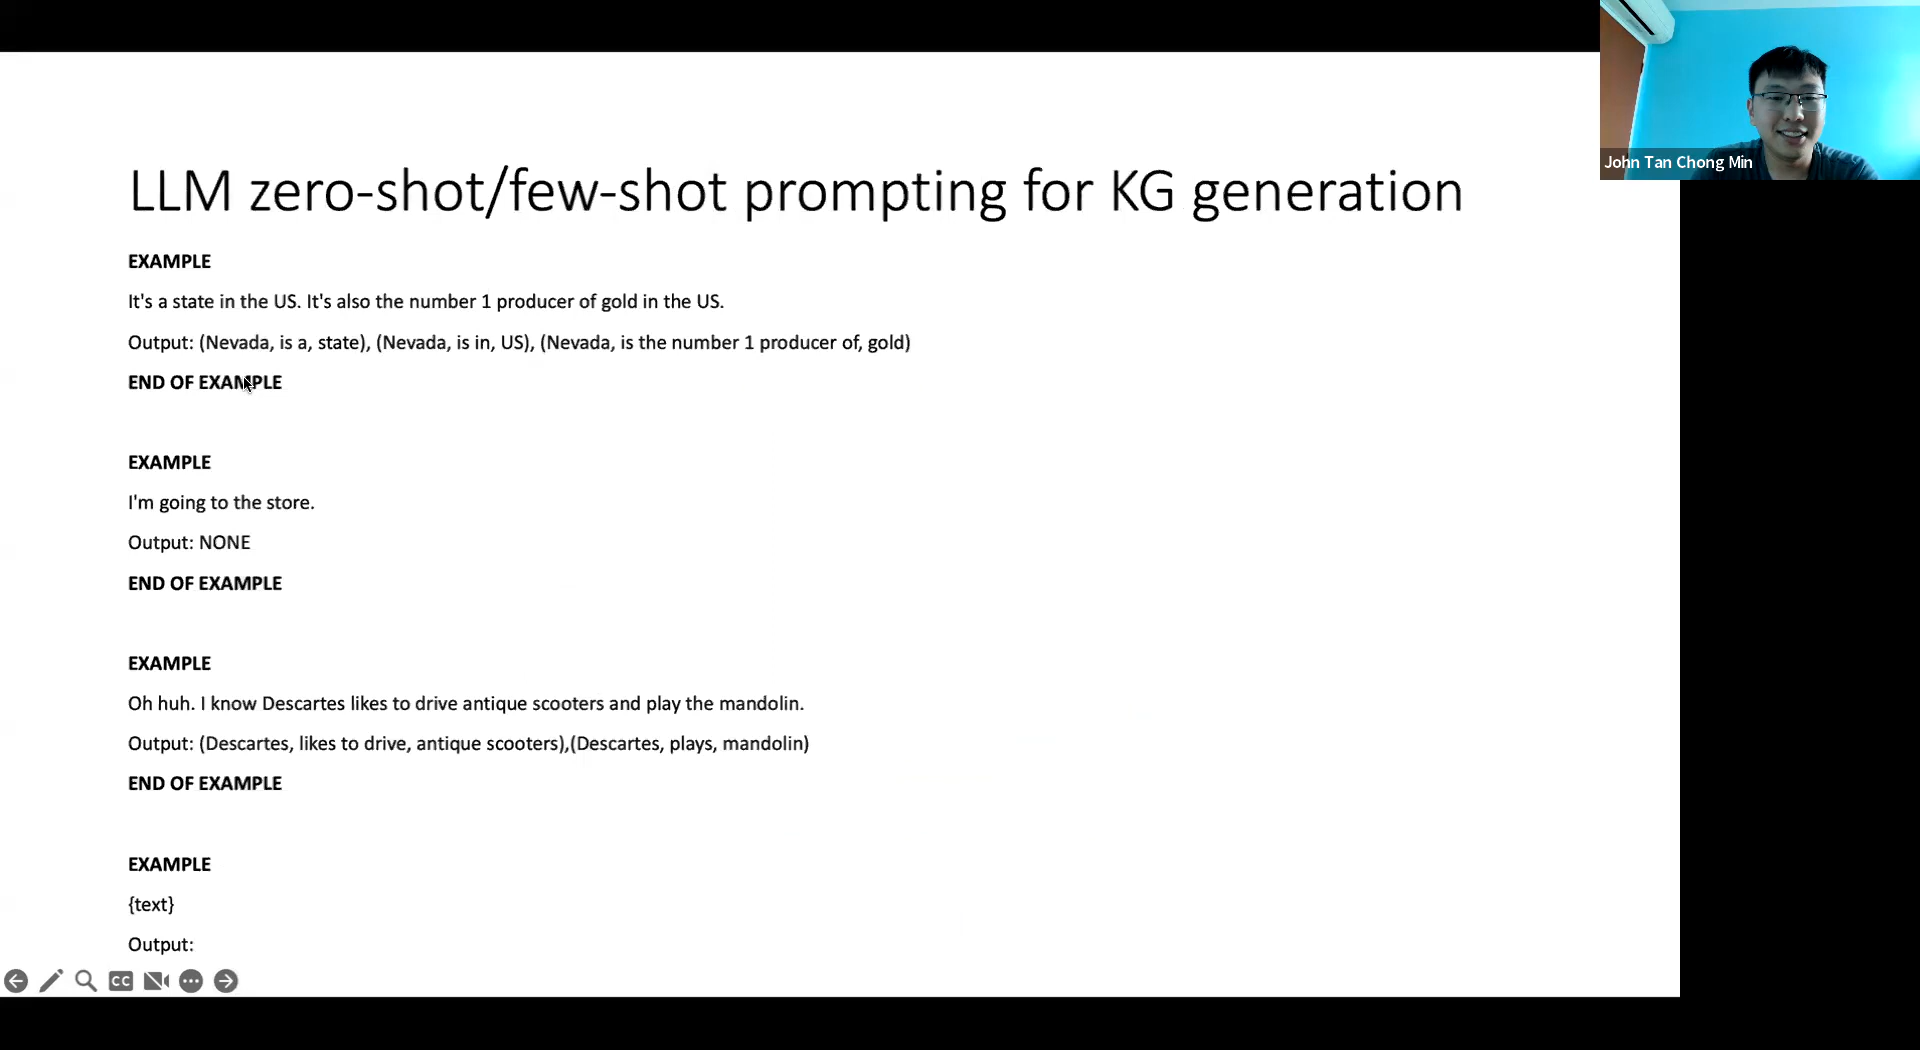 LLM zero-shot/few-shot prompting for KG generation
John Tan Chong Min
EXAMPLE
It's a state in the US. It's also the number 1 producer of gold in the US.
Output: (Nevada, is a, state), (Nevada, is in, US), (Nevada, is the number 1 producer of, gold)
END OF EXAMPLE
EXAMPLE
I'm going to the store.
Output: NONE
END OF EXAMPLE
EXAMPLE
Oh huh. I know Descartes likes to drive antique scooters and play the mandolin.
Output: (Descartes, likes to drive, antique scooters),(Descartes, plays, mandolin)
END OF EXAMPLE
EXAMPLE
{text}
Output:
CC